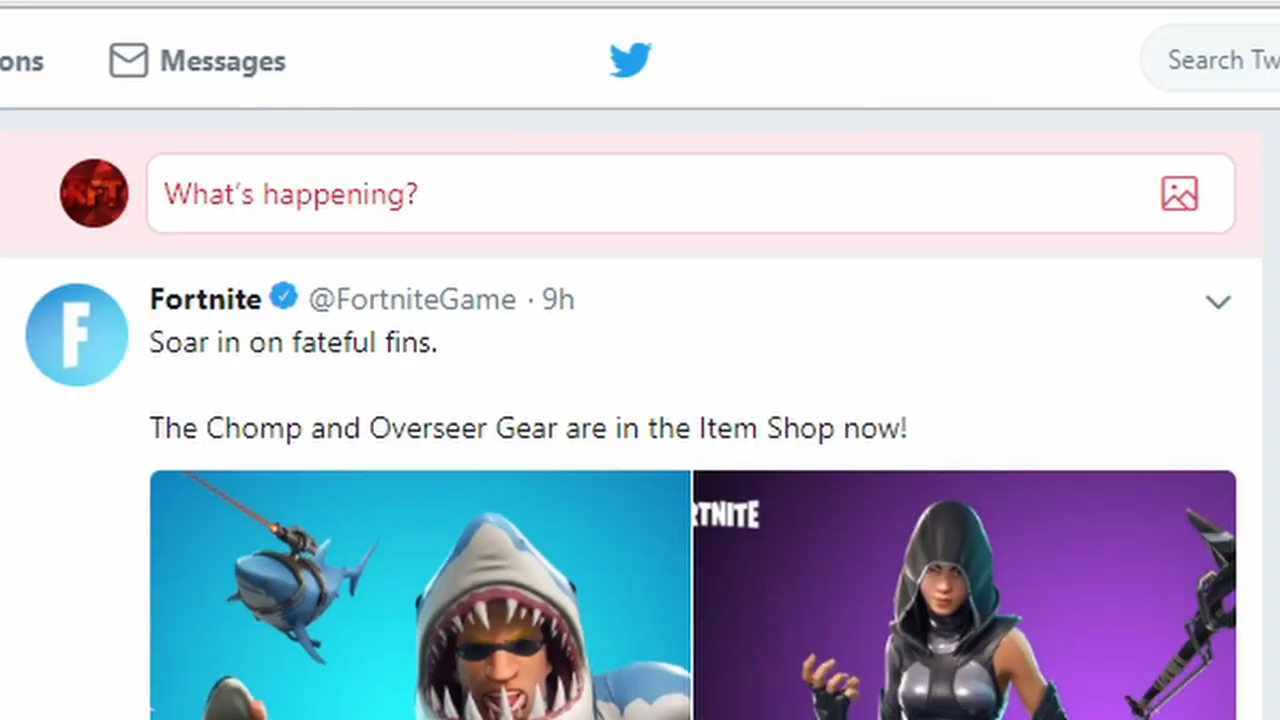 ons
Messages
Search Tw
RFT
What's happening?
Fortnite @FortniteGame · 9h
F
Soar in on fateful fins.
The Chomp and Overseer Gear are in the Item Shop now!
RTNITE